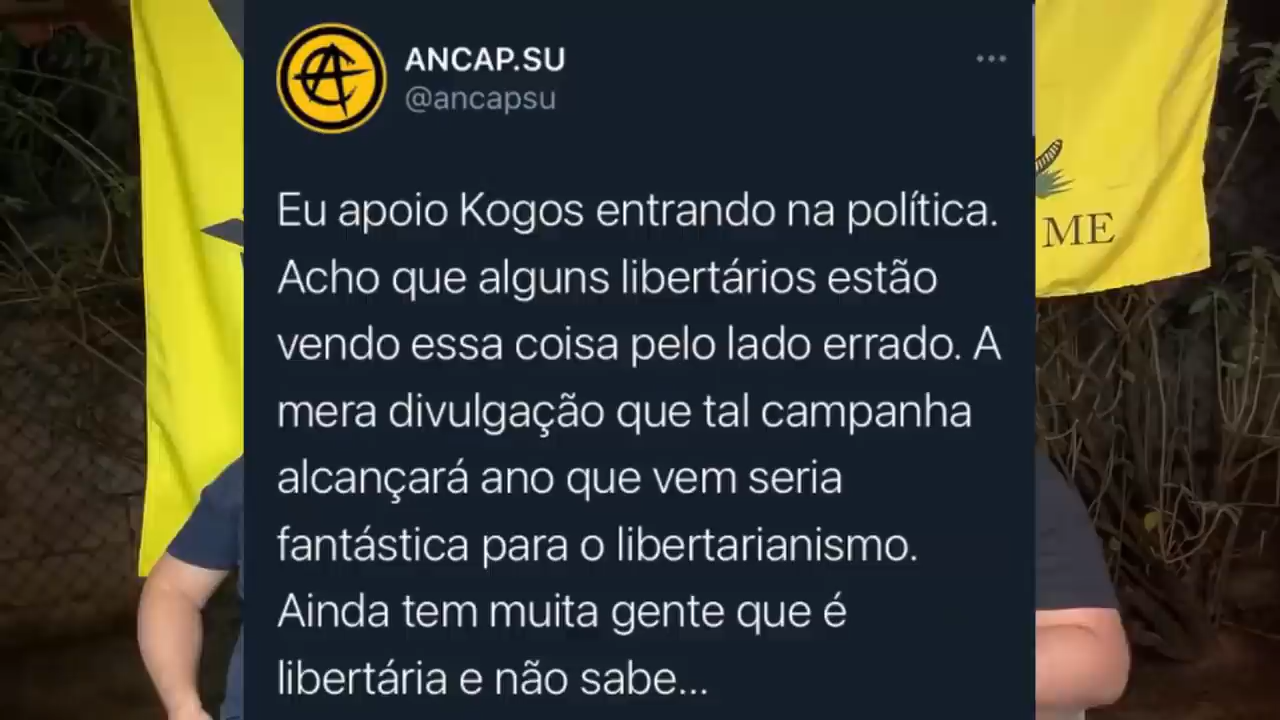 ANCAP.SU
@ancapsu
Eu apoio Kogos entrando na política.
Acho que alguns libertários estão
vendo essa coisa pelo lado errado. A
mera divulgação que tal campanha
alcançará ano que vem seria
fantástica para o libertarianismo.
Ainda tem muita gente que é
libertária e não sabe...
ME